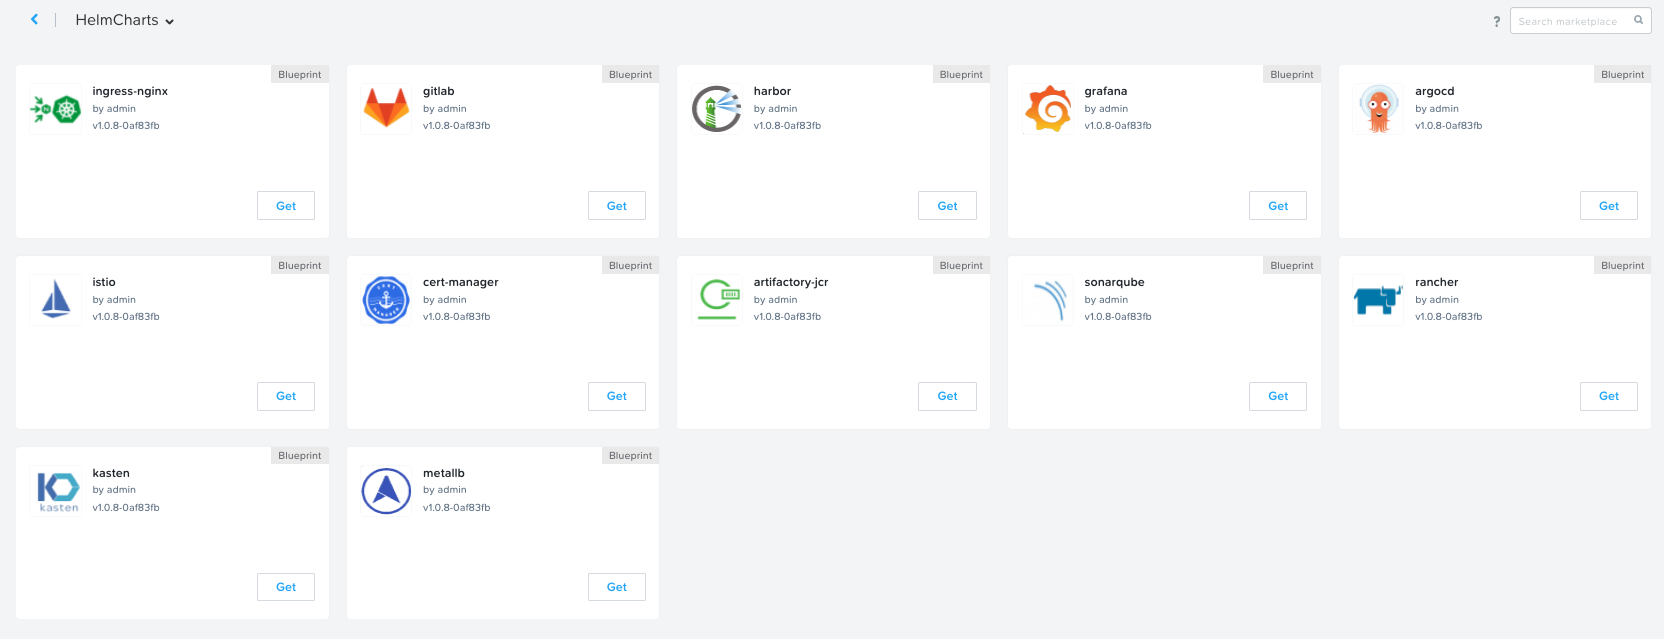 HelmCharts
?
Search marketplace
Blueprint
ingress-nginx
by admin
v1.0.8-0af83fb
Get
Blueprint
gitlab
by admin
v1.0.8-0af83fb
Get
Blueprint
harbor
by admin
v1.0.8-0af83fb
Get
Blueprint
grafana
by admin
v1.0.8-0af83fb
Get
Blueprint
argocd
by admin
v1.0.8-0af83fb
Get
Blueprint
istio
by admin
v1.0.8-0af83fb
Get
Blueprint
CERT
MANAGER
cert-manager
by admin
v1.0.8-0af83fb
Get
Blueprint
artifactory-jcr
by admin
v1.0.8-0af83fb
Get
Blueprint
sonarqube
by admin
v1.0.8-0af83fb
Get
Blueprint
rancher
by admin
v1.0.8-0af83fb
Get
Blueprint
kasten
kasten
by admin
v1.0.8-0af83fb
Get
Blueprint
metallb
by admin
v1.0.8-0af83fb
Get